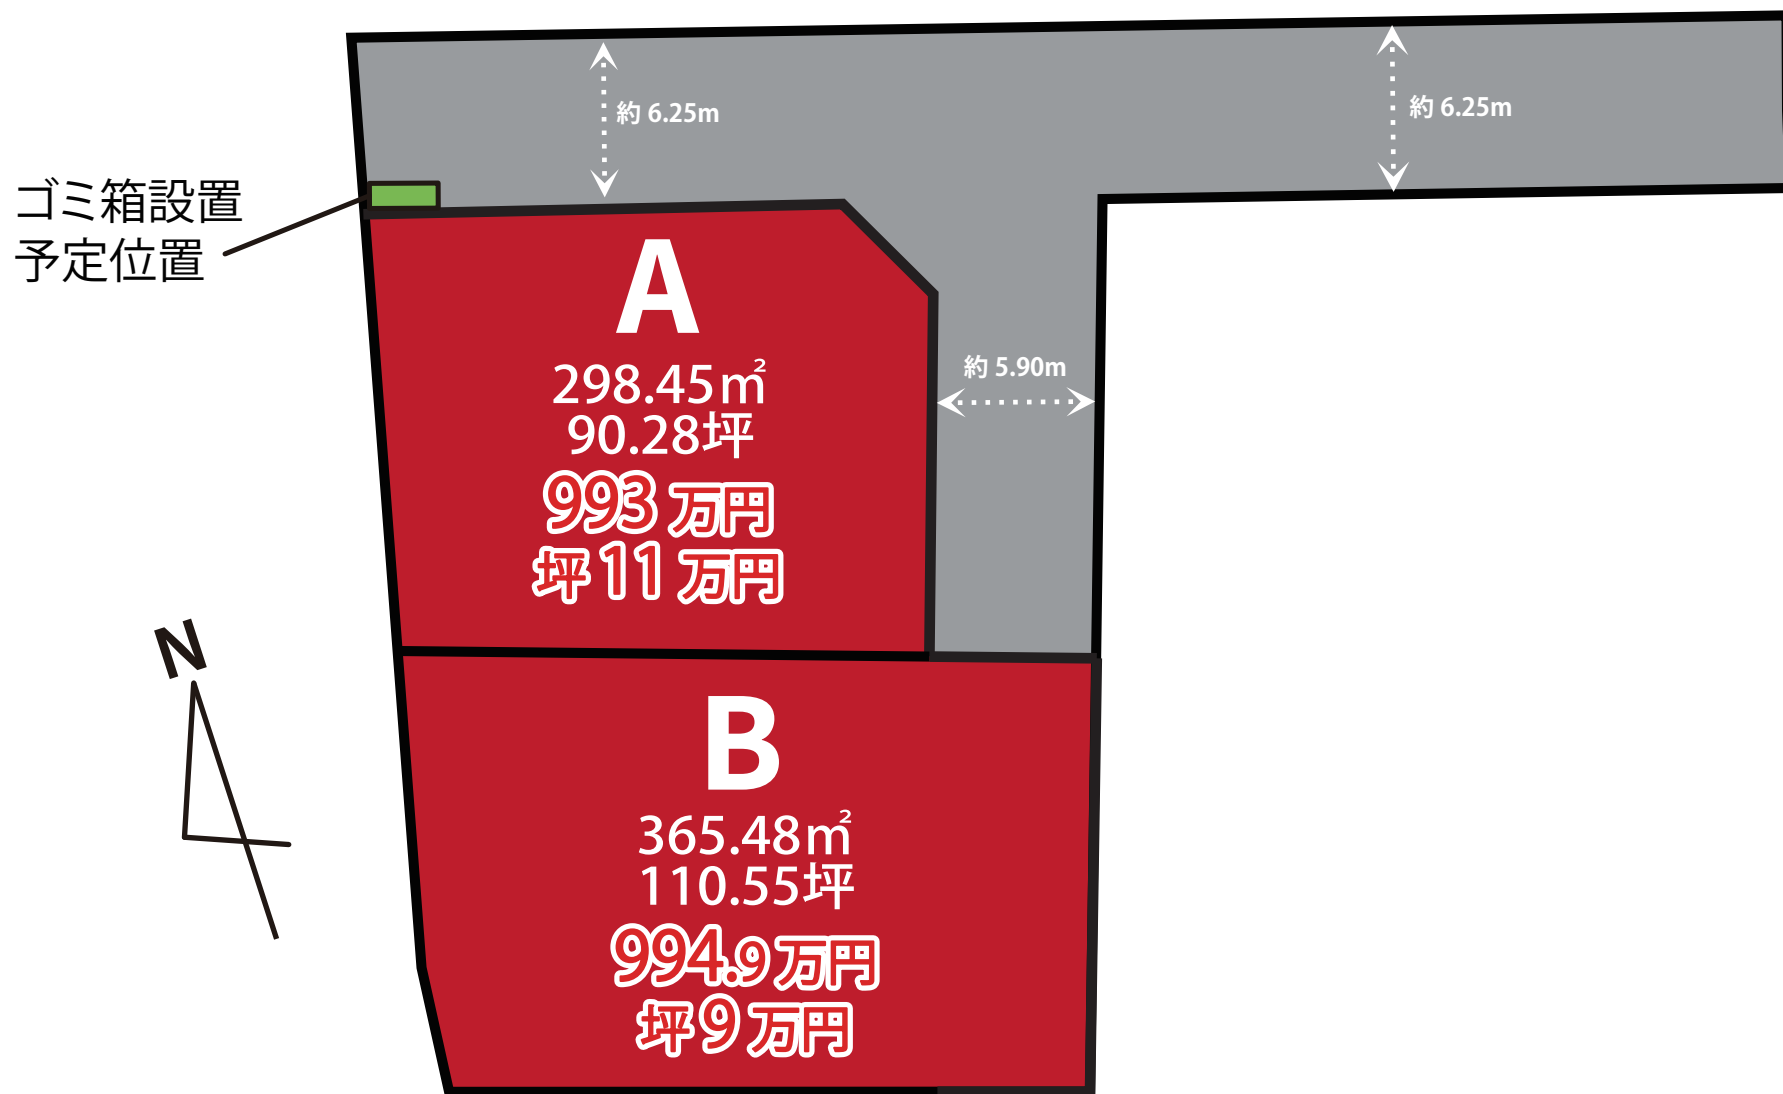 約 6.25m
約 6.25m
ゴミ箱設置
予定位置
A
298.45㎡
90.28坪
993 万円
坪 11 万円
約 5.90m
N
B
365.48㎡
110.55坪
994.9万円
坪 9 万円